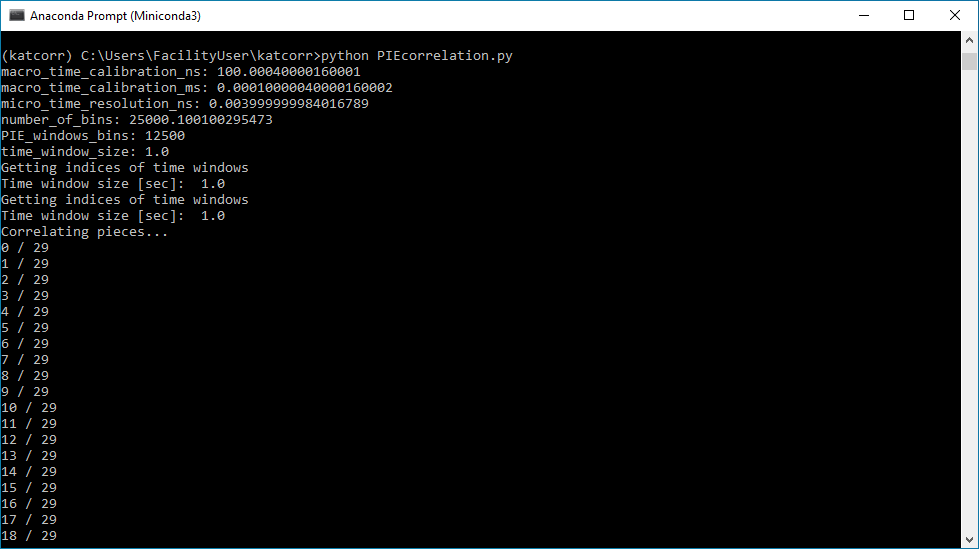 Anaconda Prompt (Miniconda3)
(katcorr) C:\Users\FacilityUser\katcorr>python PIEcorrelation.py
macro_time_calibration_ns: 100.00040000160001
macro_time_calibration_ms: 0.00010000040000160002
micro_time_resolution_ns: 0.003999999984016789
number_of_bins: 25000.100100295473
PIE_windows_bins: 12500
time_window_size: 1.0
Getting indices of time windows
Time window size [sec]:  1.0
Getting indices of time windows
Time window size [sec]:  1.0
Correlating pieces...
0 / 29
1 / 29
2 / 29
3 / 29
4 / 29
5 / 29
6 / 29
7 / 29
8 / 29
9 / 29
10 / 29
11 / 29
12 / 29
13 / 29
14 / 29
15 / 29
16 / 29
17 / 29
18 / 29